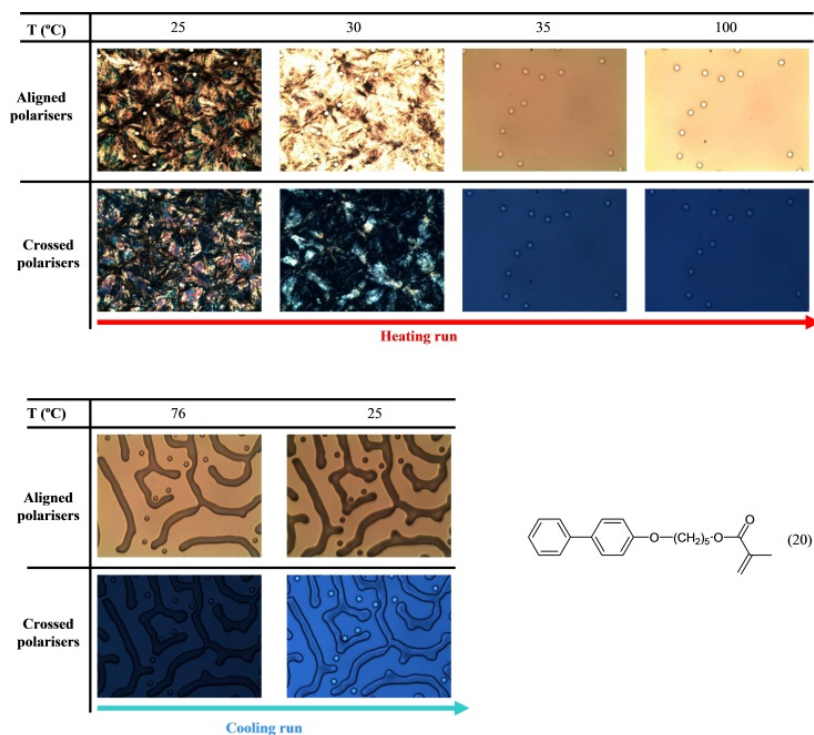 T (ºC) 25 30 35 100
Aligned
polarisers
Crossed
polarisers
Heating run
T (ºC) 76 25
Aligned
polarisers
Crossed
polarisers
Cooling run
O (CH₂)₅-O O (20)